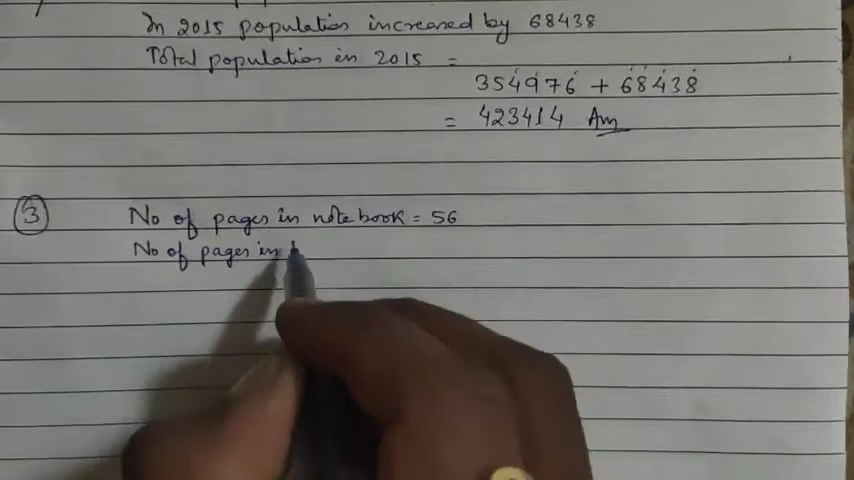 In 2015 population increased by 68438
Total population in 2015 =
354976 + 68438
= 423414 Ans
3 No of pages in note book = 56
No of pages in